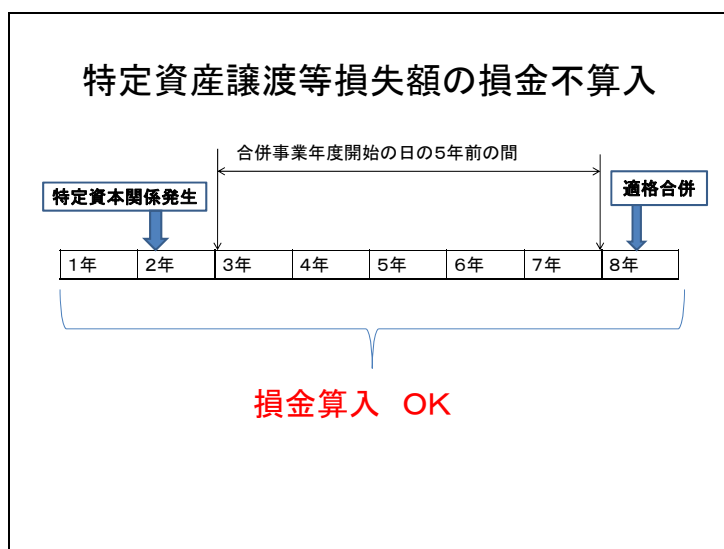 特定資産譲渡等損失額の損金不算入
合併事業年度開始の日の5年前の間
特定資本関係発生
適格合併
1年 2年 3年 4年 5年 6年 7年 8年
損金算入 OK